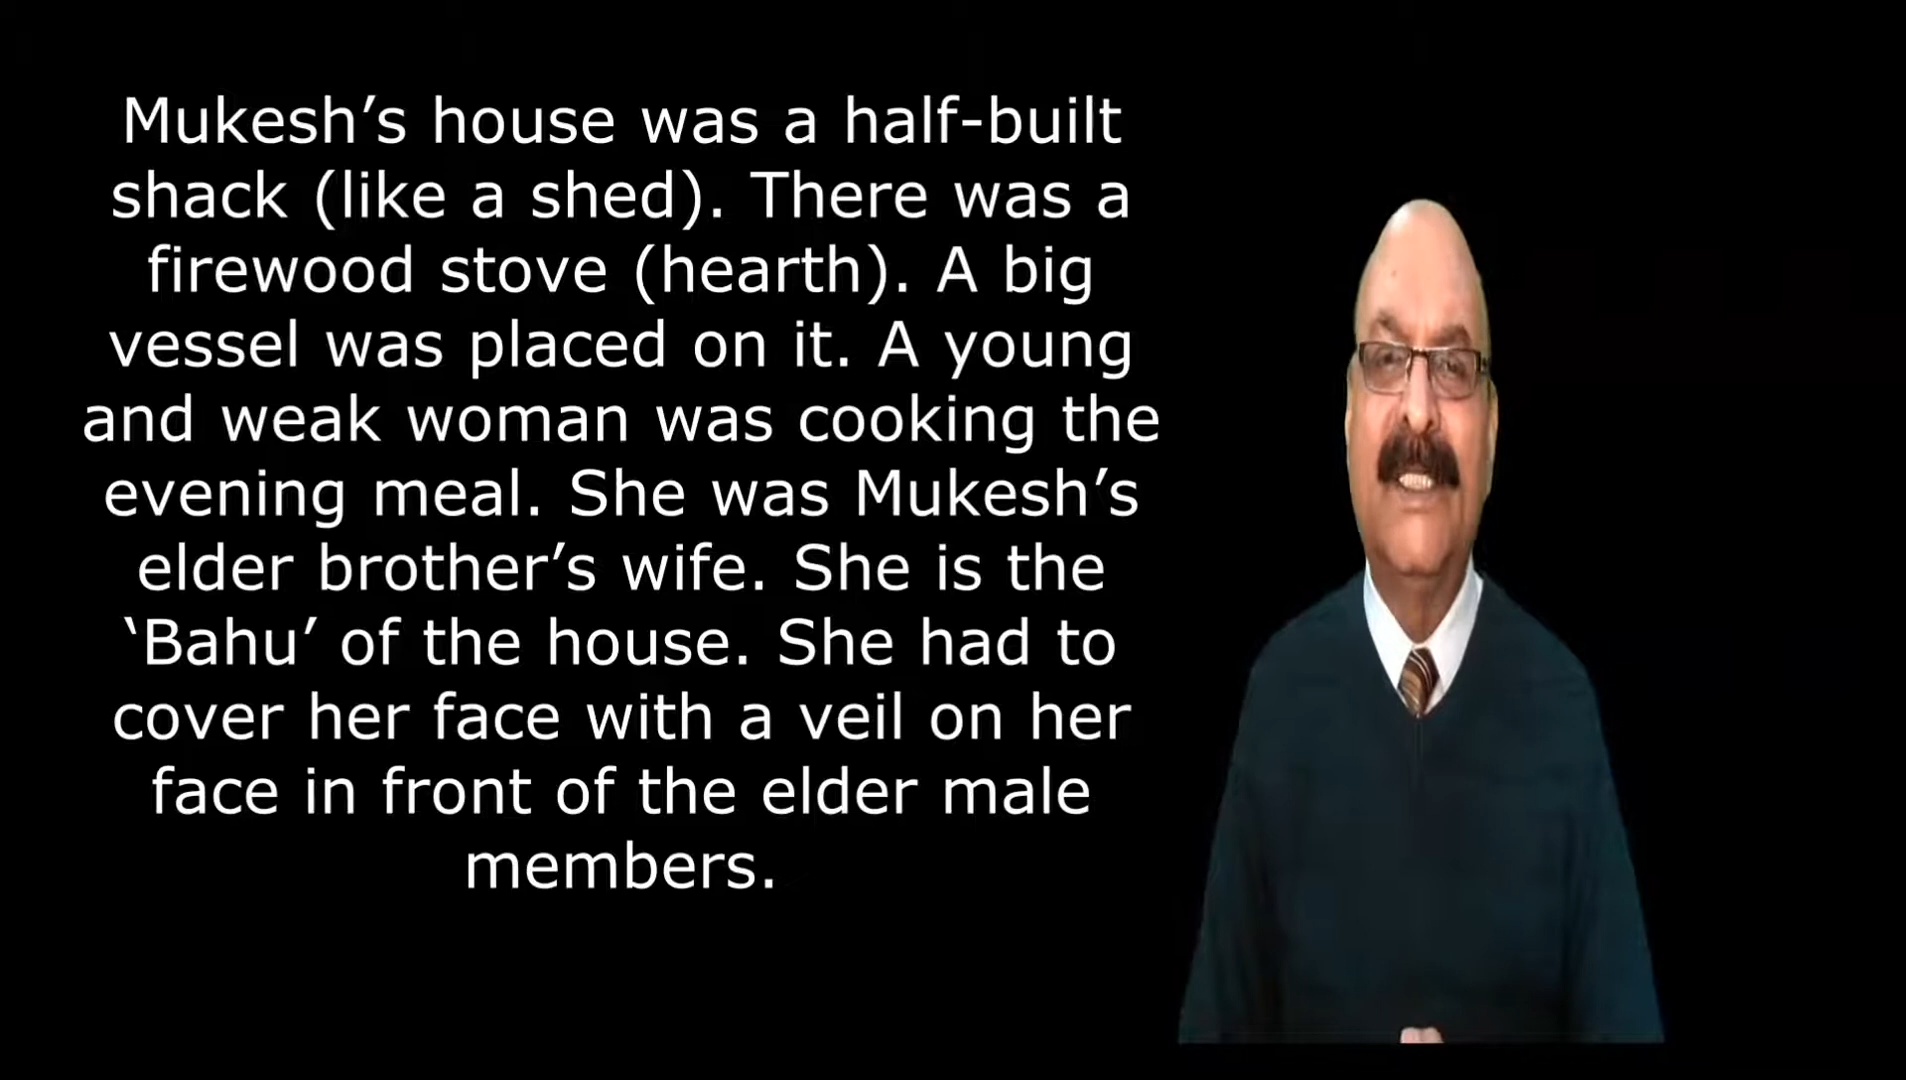 Mukesh’s house was a half-built
shack (like a shed). There was a
firewood stove (hearth). A big
vessel was placed on it. A young
and weak woman was cooking the
evening meal. She was Mukesh’s
elder brother’s wife. She is the
‘Bahu’ of the house. She had to
cover her face with a veil on her
face in front of the elder male
members.